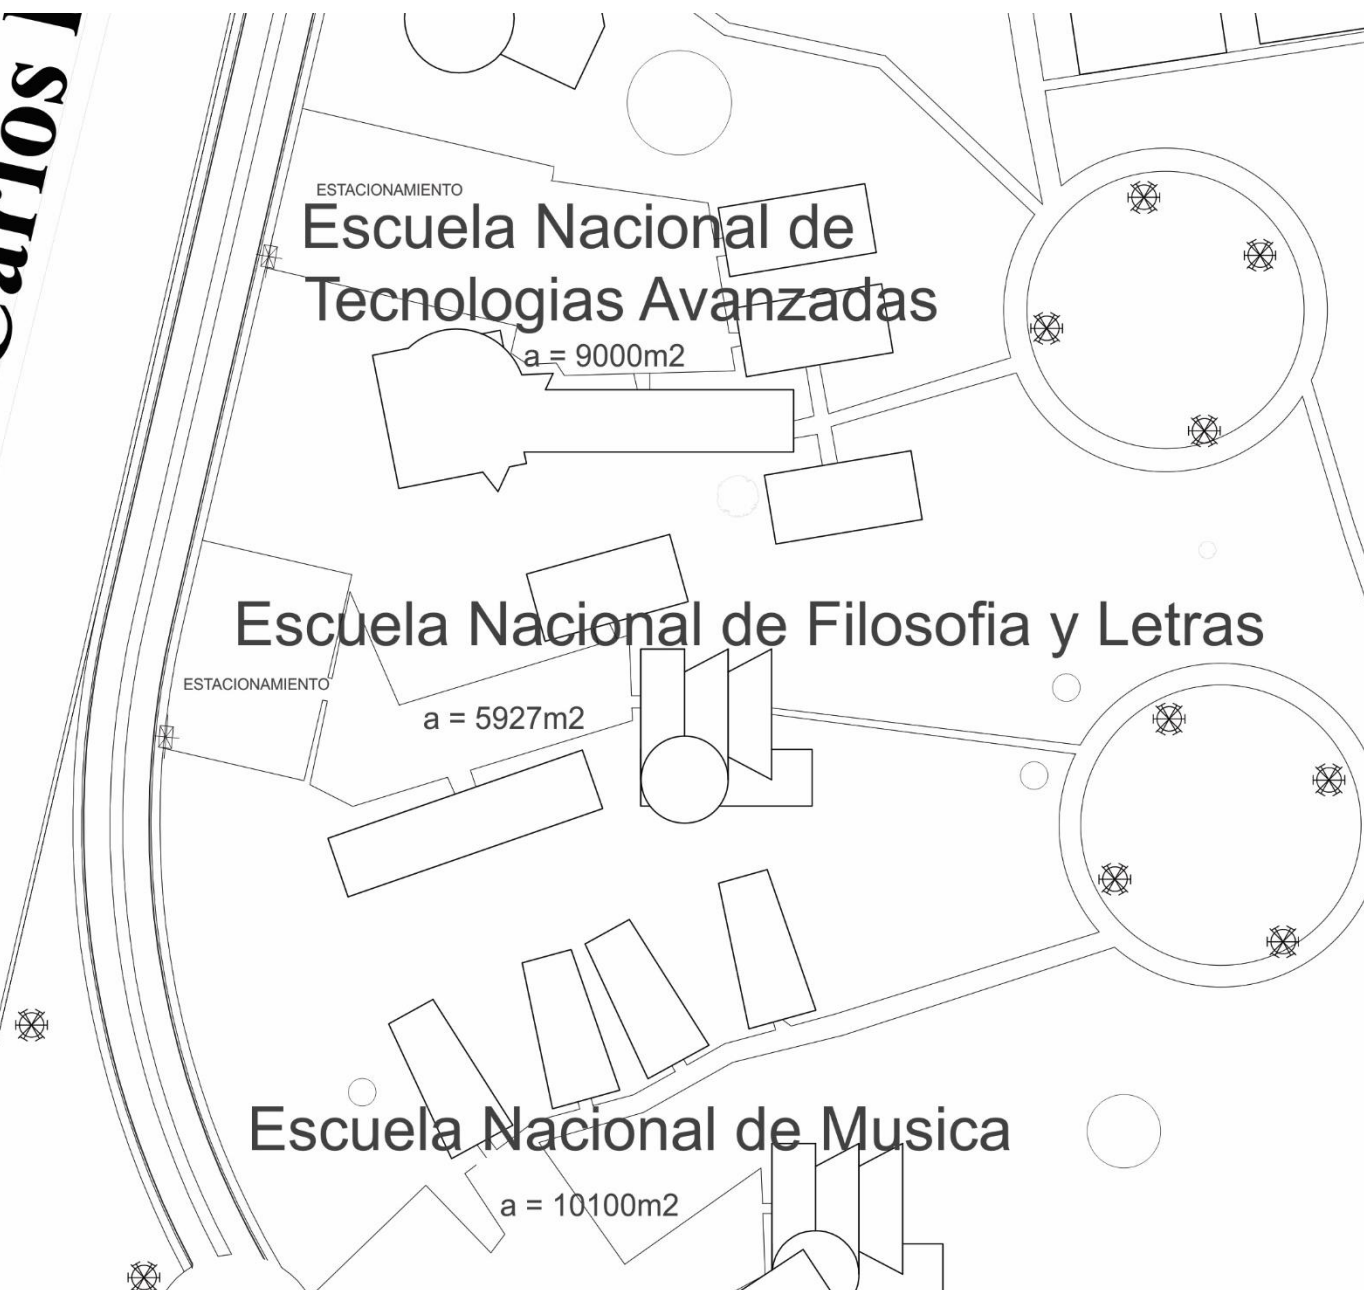 Carlos
ESTACIONAMIENTO
Escuela Nacional de
Tecnologias Avanzadas
a = 9000m2
Escuela Nacional de Filosofia y Letras
ESTACIONAMIENTO
a = 5927m2
Escuela Nacional de Musica
a = 10100m2